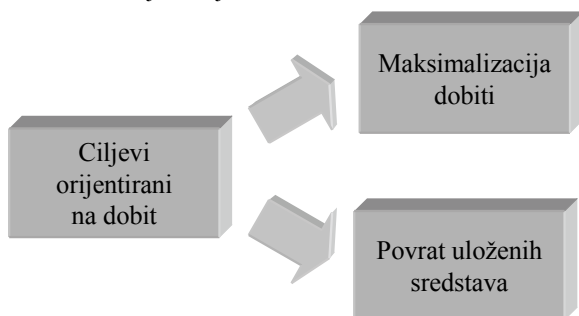 Ciljevi
orijentirani
na dobit
Maksimalizacija
dobiti
Povrat uloženih
sredstava